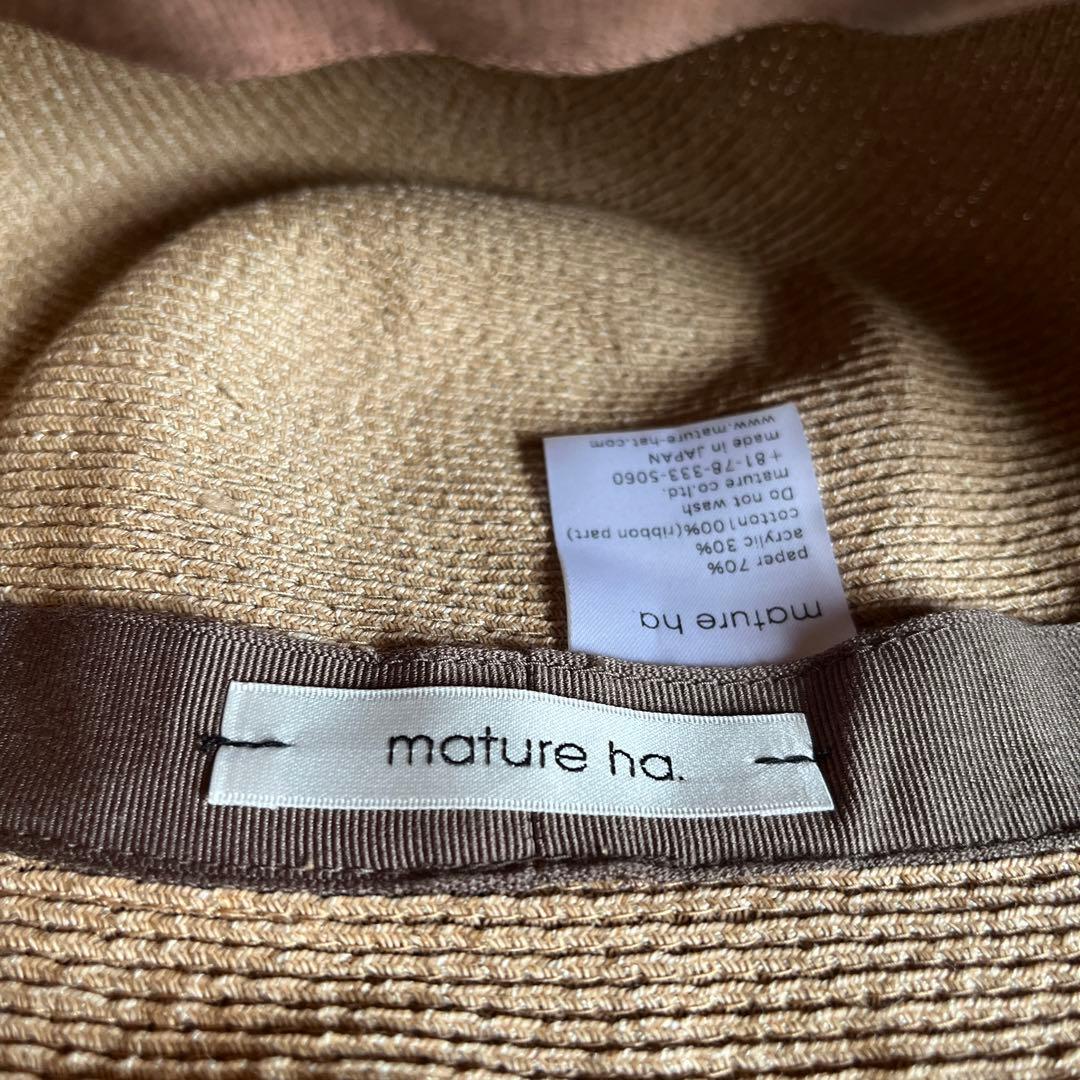 mature ha.
mature ha
paper 70%
acrylic 30%
cotton100%(ribbon part)
Do not wash
mature co.ltd.
+81-78-333-5060
made in JAPAN
www.mature-hat.com